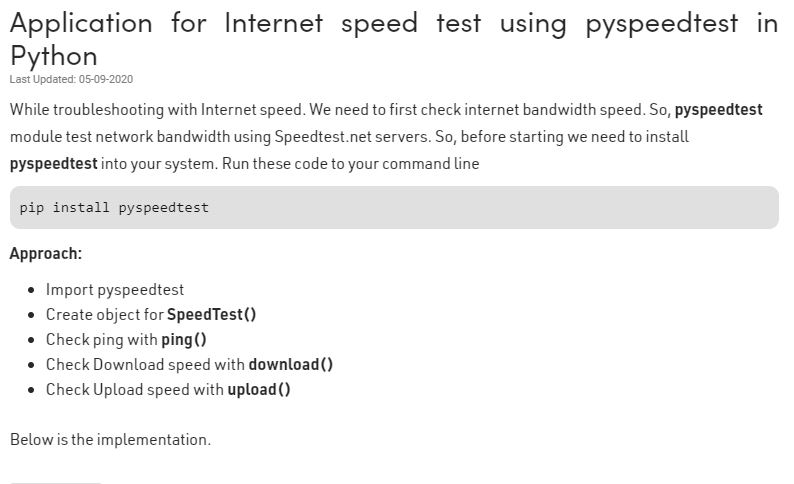 Application for Internet speed test using pyspeedtest in
Python
Last Updated: 05-09-2020
While troubleshooting with Internet speed. We need to first check internet bandwidth speed. So, pyspeedtest
module test network bandwidth using Speedtest.net servers. So, before starting we need to install
pyspeedtest into your system. Run these code to your command line
pip install pyspeedtest
Approach:
Import pyspeedtest
Create object for SpeedTest()
Check ping with ping()
Check Download speed with download()
Check Upload speed with upload()
Below is the implementation.